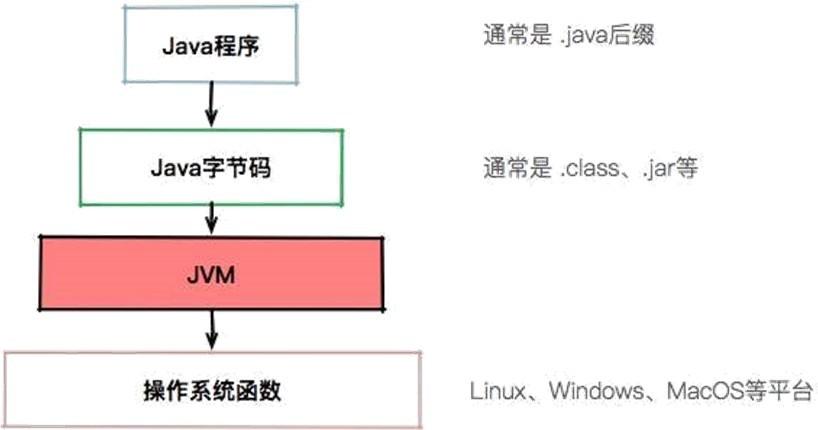 Java程序
通常是 .java后缀
Java字节码
通常是 .class、.jar等
JVM
操作系统函数
Linux、Windows、MacOS等平台